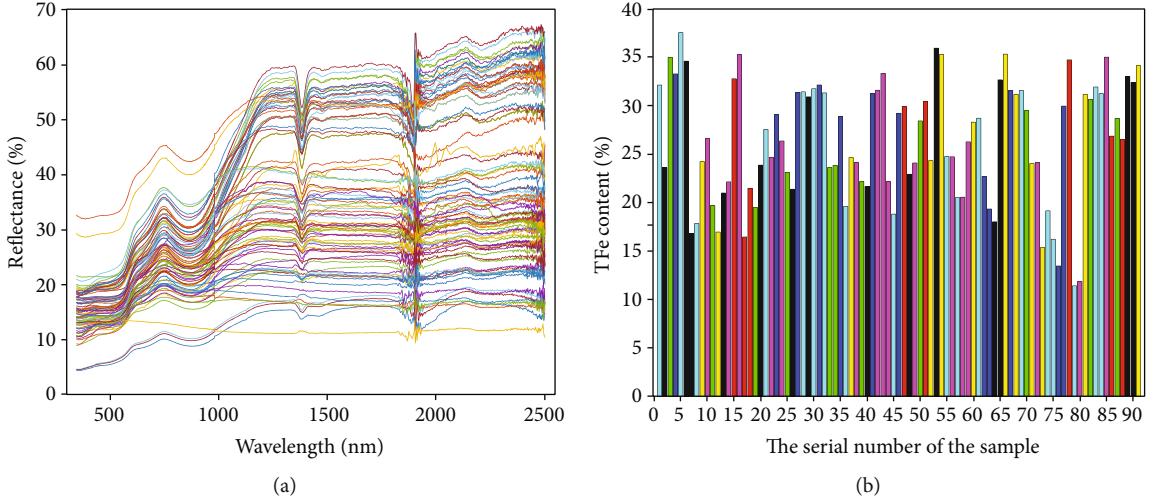 70
60
50
40
30
20
10
0
Reflectance (%)
500 1000 1500 2000 2500
Wavelength (nm)
(a)
40
35
30
25
20
15
10
5
0
TFe content (%)
0 5 10 15 20 25 30 35 40 45 50 55 60 65 70 75 80 85 90
The serial number of the sample
(b)